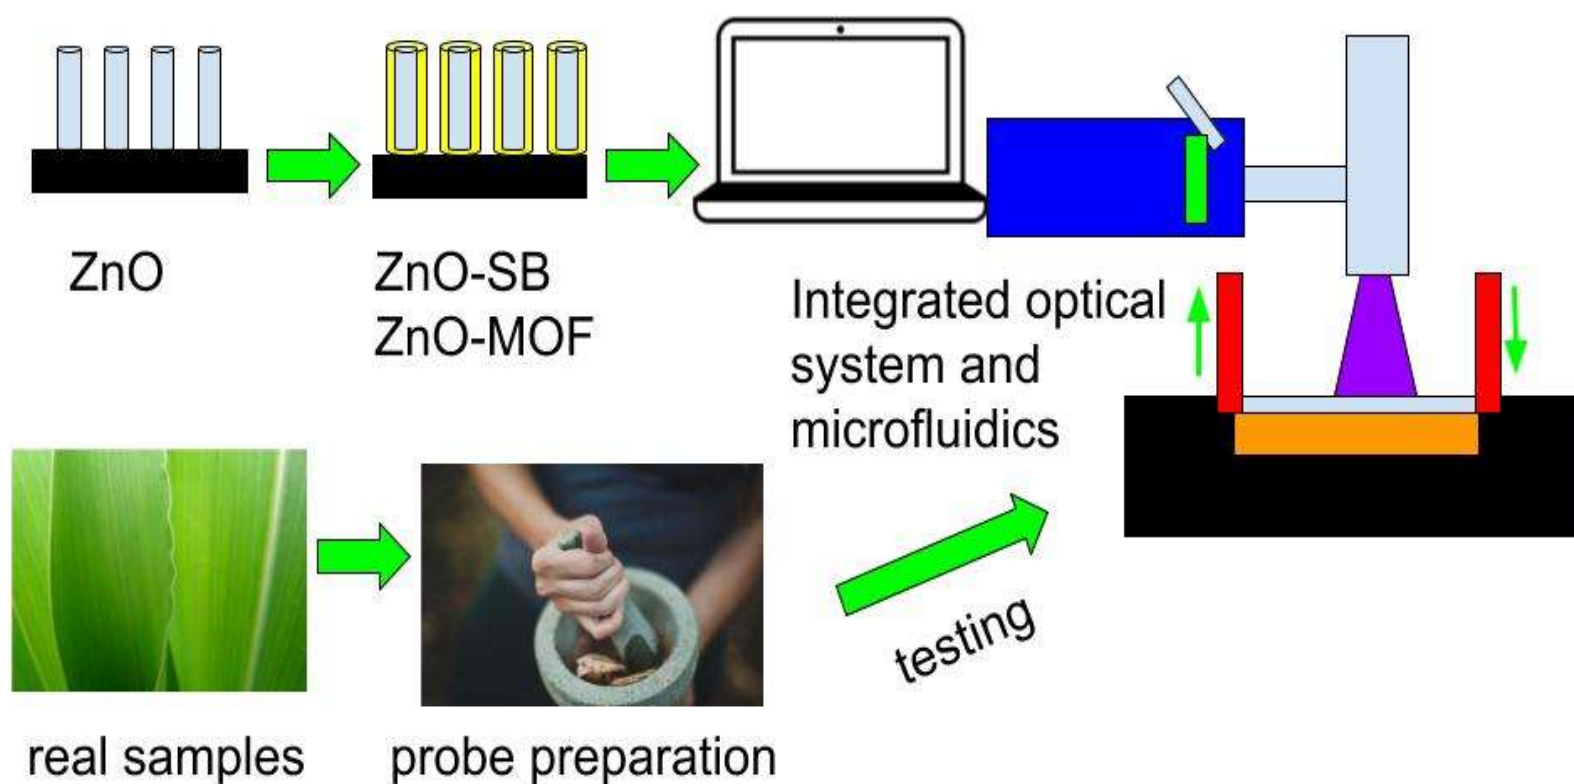 ZnO
ZnO-SB
ZnO-MOF
Integrated optical
system and
microfluidics
testing
real samples
probe preparation